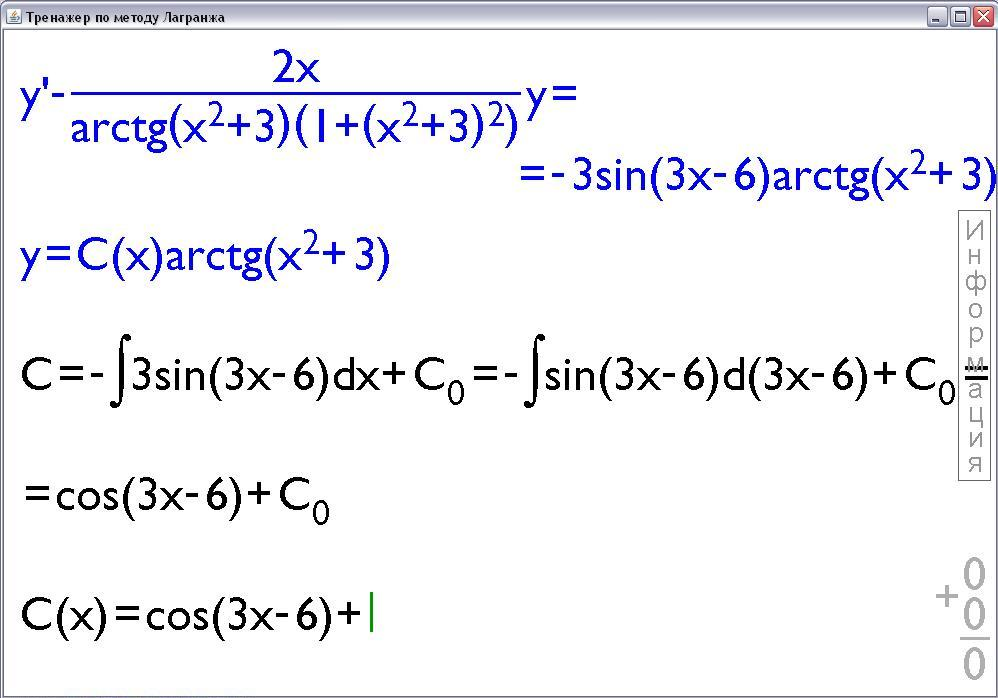 Тренажер по методу Лагранжа
y'-2x/(arctg(x²+3)(1+(x²+3)²))y=
=-3sin(3x-6)arctg(x²+3)
y=C(x)arctg(x²+3)
C=-∫3sin(3x-6)dx+C₀=-∫sin(3x-6)d(3x-6)+C₀=
=cos(3x-6)+C₀
C(x)=cos(3x-6)+
Информация
0
+0
0